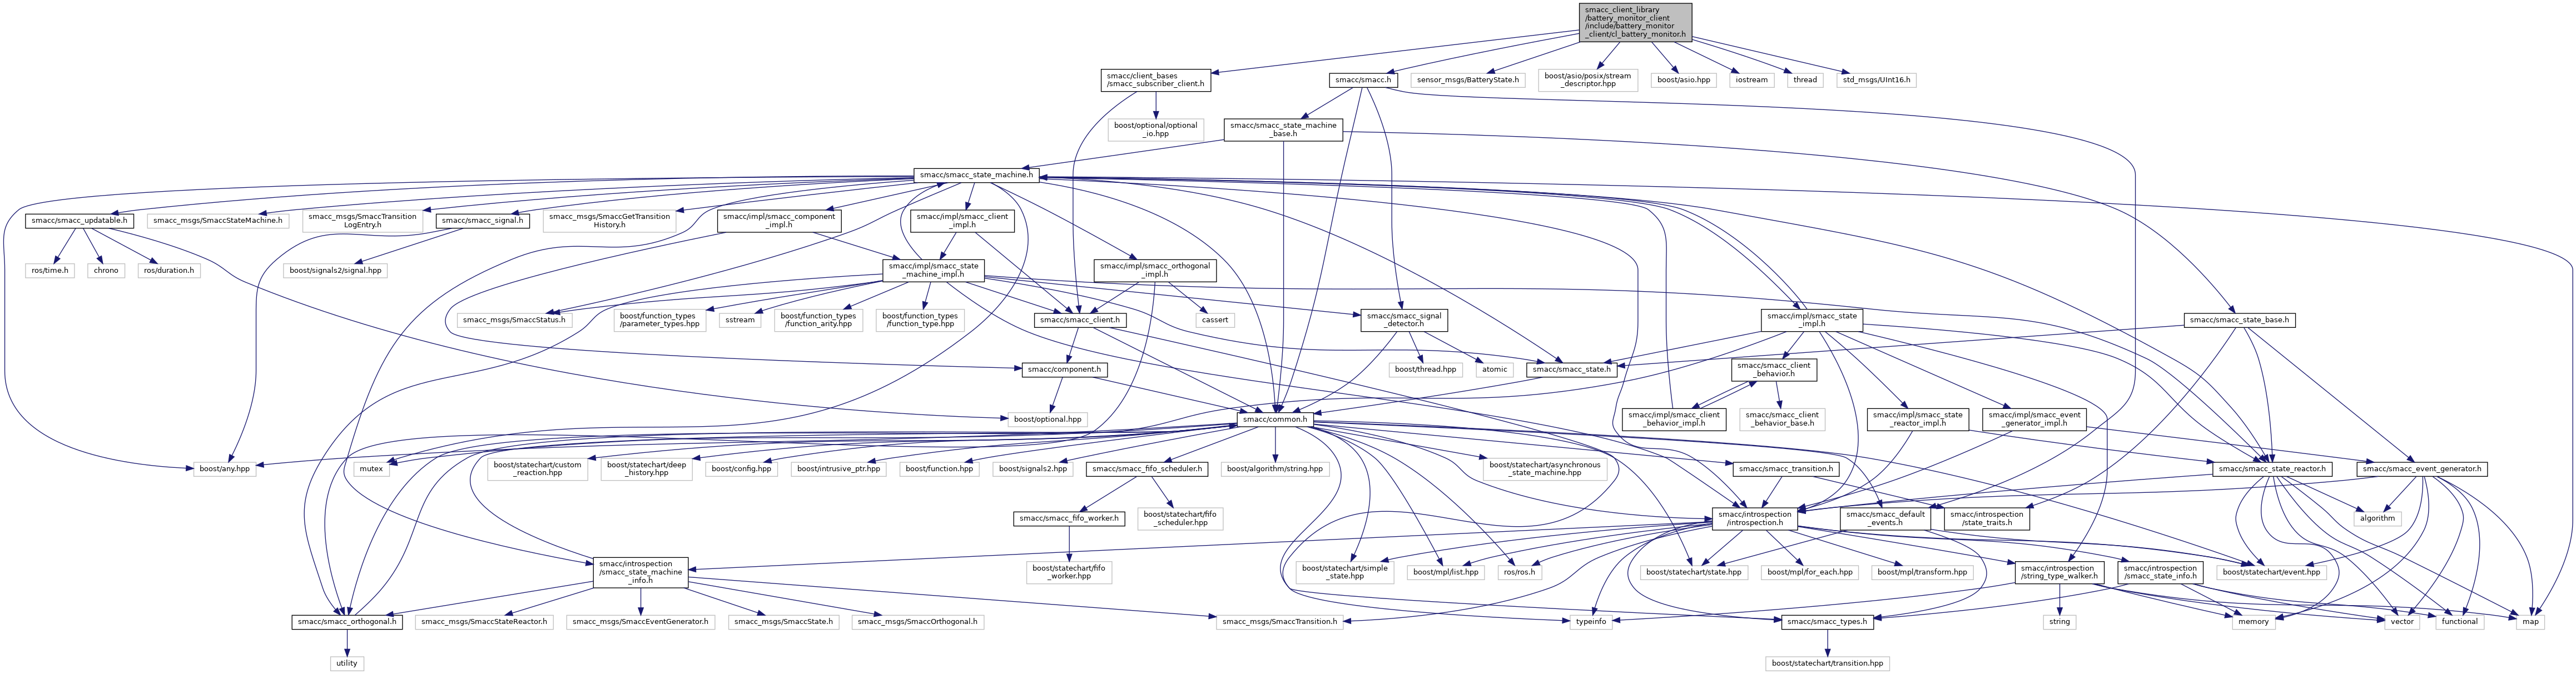 smacc_client_library
/battery_monitor_client
/include/battery_monitor
_client/cl_battery_monitor.h
smacc/client_bases
/smacc_subscriber_client.h
smacc/smacc.h
sensor_msgs/BatteryState.h
boost/asio/posix/stream
_descriptor.hpp
boost/asio.hpp
iostream
thread
std_msgs/UInt16.h
boost/optional/optional
_io.hpp
smacc/smacc_state_machine
_base.h
smacc/smacc_state_machine.h
smacc/smacc_updatable.h
smacc_msgs/SmaccStateMachine.h
smacc_msgs/SmaccTransition
LogEntry.h
smacc/smacc_signal.h
smacc_msgs/SmaccGetTransition
History.h
smacc/impl/smacc_component
_impl.h
smacc/impl/smacc_client
_impl.h
ros/time.h
chrono
ros/duration.h
boost/signals2/signal.hpp
smacc/impl/smacc_state
_machine_impl.h
smacc/impl/smacc_orthogonal
_impl.h
smacc_msgs/SmaccStatus.h
boost/function_types
/parameter_types.hpp
sstream
boost/function_types
/function_arity.hpp
boost/function_types
/function_type.hpp
smacc/smacc_client.h
cassert
smacc/smacc_signal
_detector.h
smacc/impl/smacc_state
_impl.h
smacc/smacc_state_base.h
smacc/component.h
boost/thread.hpp
atomic
smacc/smacc_state.h
smacc/smacc_client
_behavior.h
boost/optional.hpp
smacc/common.h
smacc/impl/smacc_client
_behavior_impl.h
smacc/smacc_client
_behavior_base.h
smacc/impl/smacc_state
_reactor_impl.h
smacc/impl/smacc_event
_generator_impl.h
boost/any.hpp
mutex
boost/statechart/custom
_reaction.hpp
boost/statechart/deep
_history.hpp
boost/config.hpp
boost/intrusive_ptr.hpp
boost/function.hpp
boost/signals2.hpp
smacc/smacc_fifo_scheduler.h
boost/algorithm/string.hpp
boost/statechart/asynchronous
_state_machine.hpp
smacc/smacc_transition.h
smacc/smacc_state_reactor.h
smacc/smacc_event_generator.h
smacc/smacc_fifo_worker.h
boost/statechart/fifo
_scheduler.hpp
smacc/introspection
/introspection.h
smacc/smacc_default
_events.h
smacc/introspection
/state_traits.h
algorithm
smacc/introspection
/smacc_state_machine
_info.h
boost/statechart/fifo
_worker.hpp
boost/statechart/simple
_state.hpp
boost/mpl/list.hpp
ros/ros.h
boost/statechart/state.hpp
boost/mpl/for_each.hpp
boost/mpl/transform.hpp
smacc/introspection
/string_type_walker.h
smacc/introspection
/smacc_state_info.h
boost/statechart/event.hpp
smacc/smacc_orthogonal.h
smacc_msgs/SmaccStateReactor.h
smacc_msgs/SmaccEventGenerator.h
smacc_msgs/SmaccState.h
smacc_msgs/SmaccOrthogonal.h
smacc_msgs/SmaccTransition.h
typeinfo
smacc/smacc_types.h
string
memory
vector
functional
map
utility
boost/statechart/transition.hpp